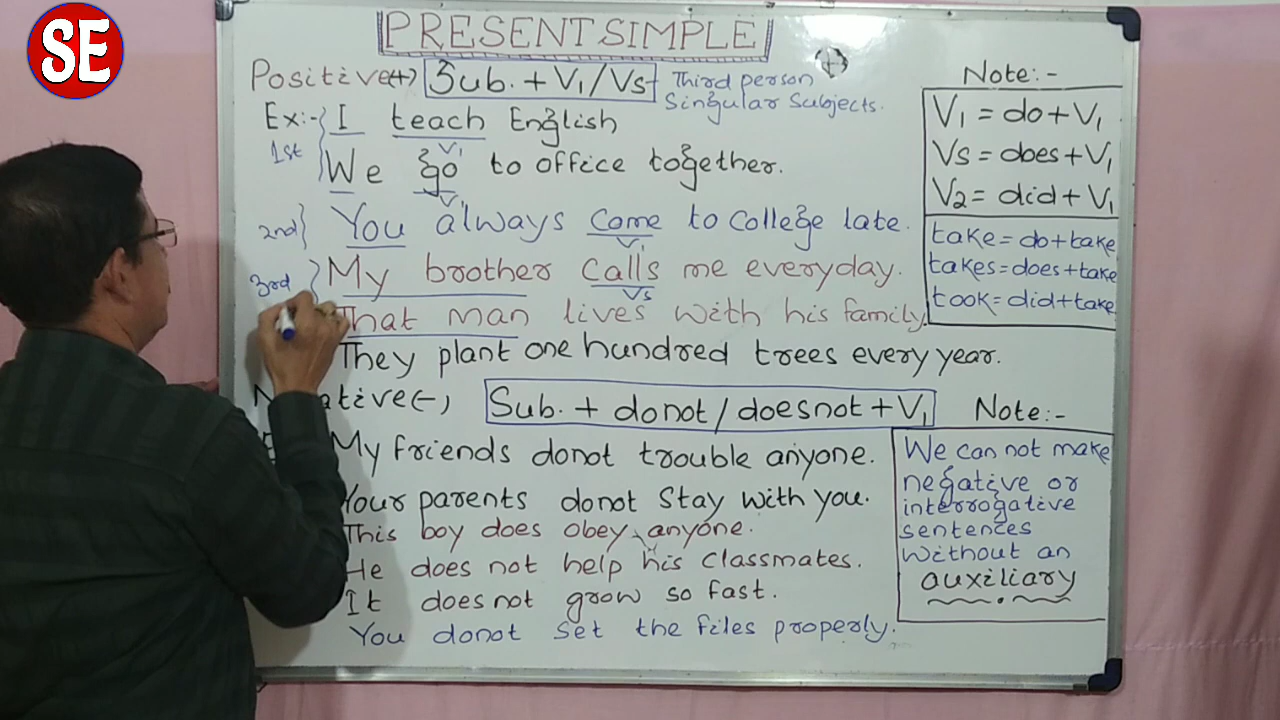 SE
PRESENT SIMPLE
Positive(+) Sub. + V1/Vs Third person
Singular Subjects.
Ex:- I teach English
V1
1st
We go to office together.
V1
2nd You always come to college late.
V1
3rd My brother calls me everyday.
Vs
That man lives with his family.
They plant one hundred trees every year.
Note:-
V1 = do + V1
Vs = does + V1
V2 = did + V1
take = do + take
takes = does + take
took = did + take
ative(-) Sub. + donot / doesnot + V1
My friends donot trouble anyone.
Your parents donot stay with you.
This boy does obey anyone.
He does not help his classmates.
It does not grow so fast.
You donot set the files properly.
Note:-
We can not make
negative or
interrogative
sentences
without an
auxiliary